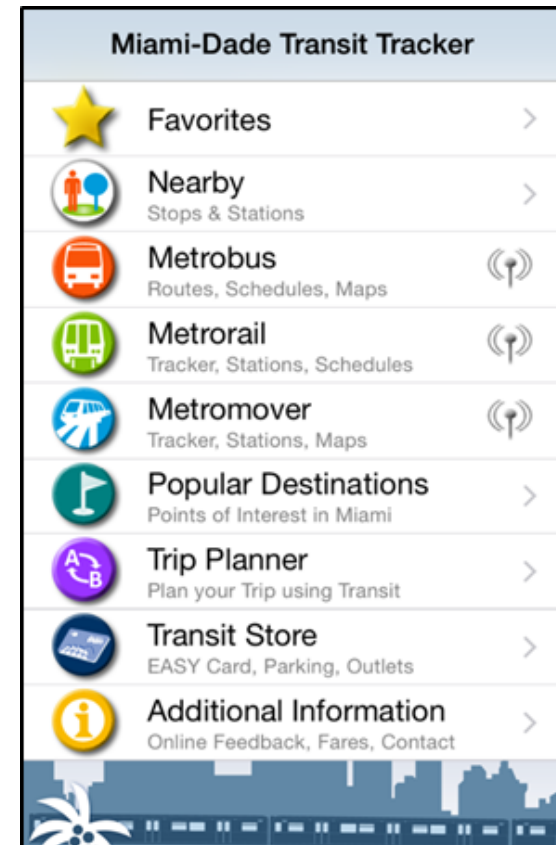 Miami-Dade Transit Tracker
Favorites
Nearby
Stops & Stations
Metrobus
Routes, Schedules, Maps
Metrorail
Tracker, Stations, Schedules
Metromover
Tracker, Stations, Maps
Popular Destinations
Points of Interest in Miami
A
B
Trip Planner
Plan your Trip using Transit
Transit Store
EASY Card, Parking, Outlets
i
Additional Information
Online Feedback, Fares, Contact